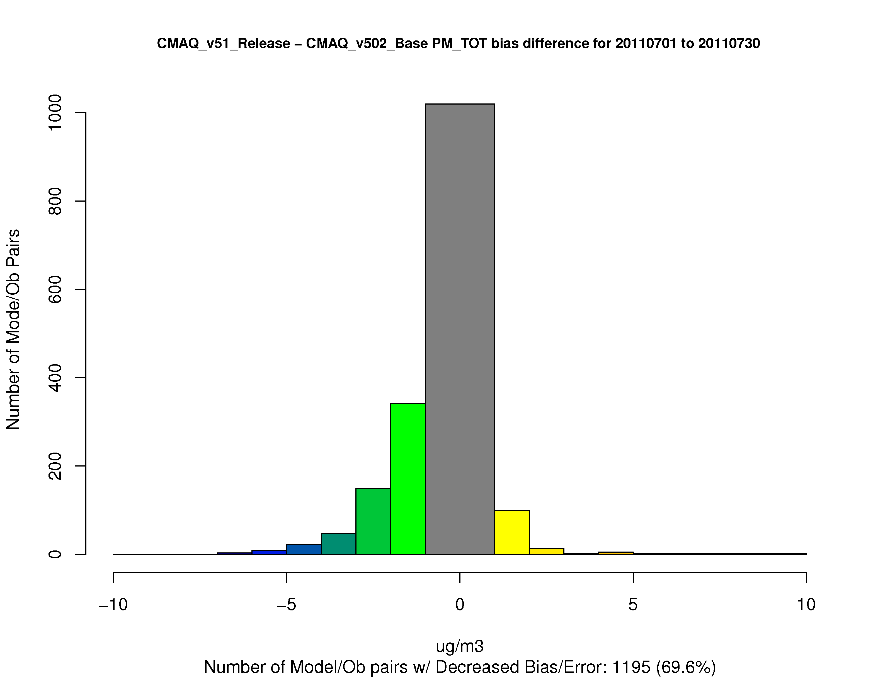 CMAQ_v51_Release − CMAQ_v502_Base PM_TOT bias difference for 20110701 to 20110730
1000
800
600
400
200
0
Number of Mode/Ob Pairs
−10
−5
0
5
10
ug/m3
Number of Model/Ob pairs w/ Decreased Bias/Error: 1195 (69.6%)